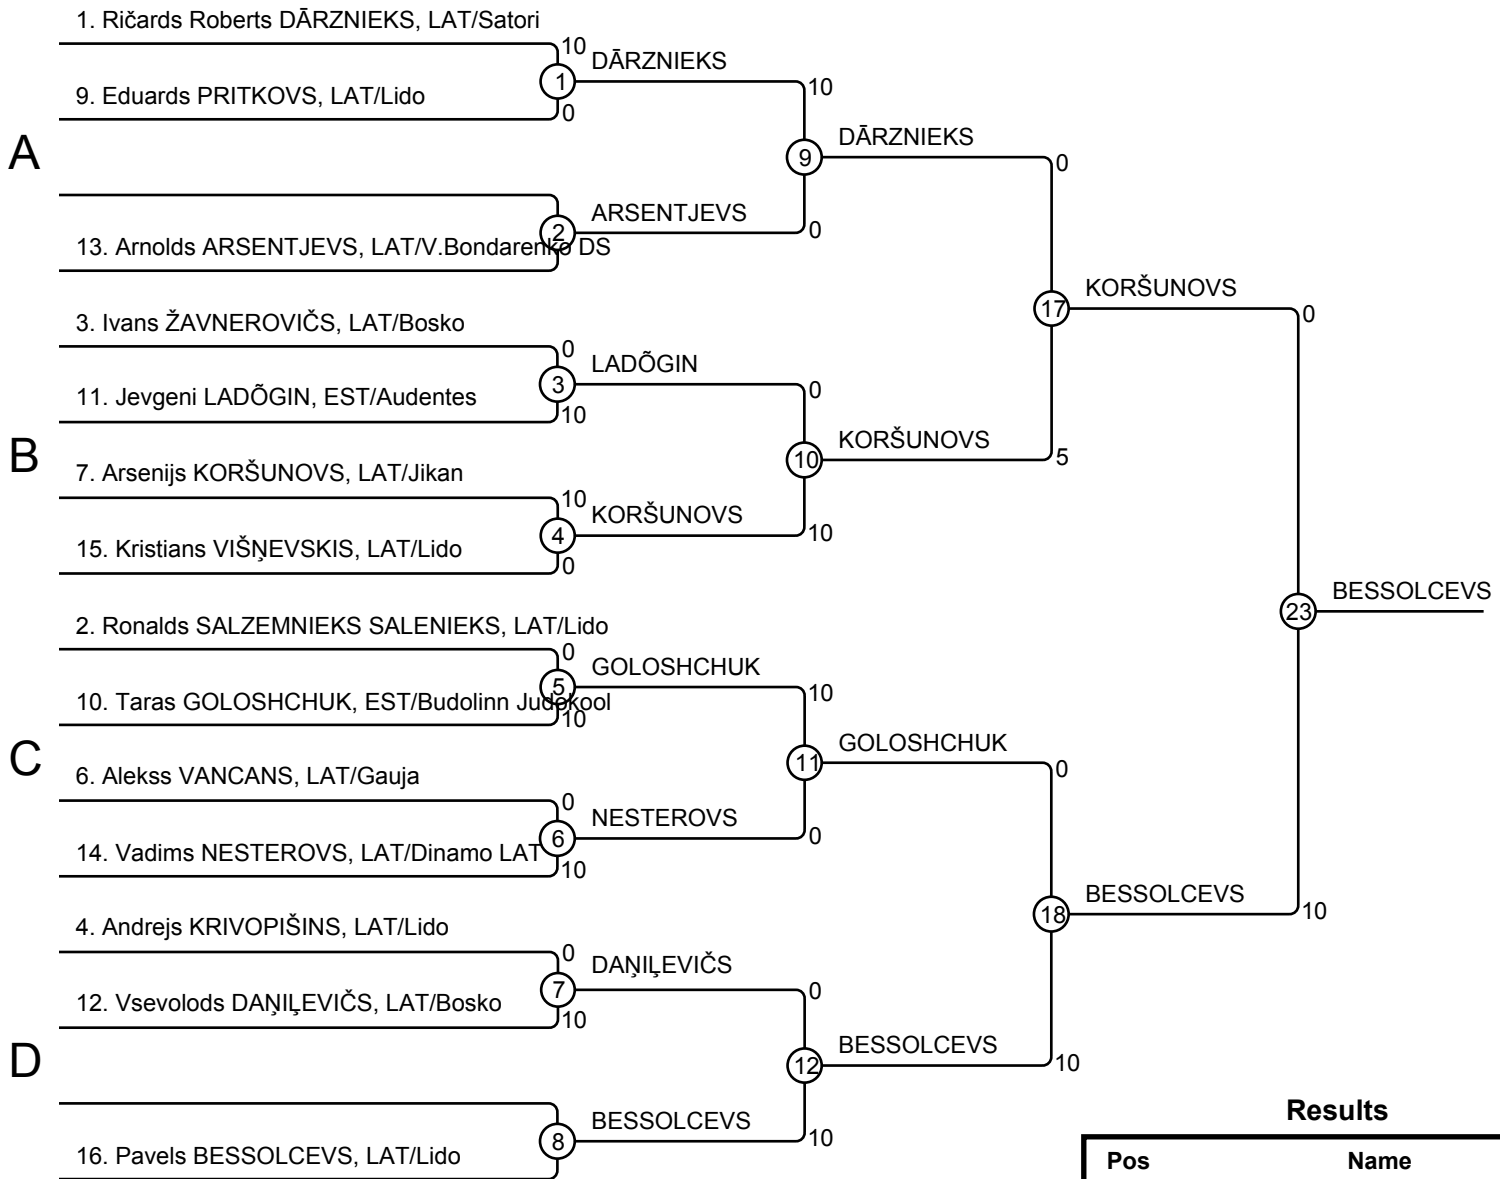 1. Ričards Roberts DĀRZNIEKS, LAT/Satori
10
DĀRZNIEKS
1
10
9. Eduards PRITKOVS, LAT/Lido
0
A
DĀRZNIEKS
9
0
ARSENTJEVS
2
0
13. Arnolds ARSENTJEVS, LAT/V.Bondarenko DS
KORŠUNOVS
17
0
3. Ivans ŽAVNEROVIČS, LAT/Bosko
0
LADÕGIN
3
0
11. Jevgeni LADÕGIN, EST/Audentes
10
B
KORŠUNOVS
10
5
7. Arsenijs KORŠUNOVS, LAT/Jikan
10
KORŠUNOVS
4
10
15. Kristians VIŠŅEVSKIS, LAT/Lido
0
BESSOLCEVS
23
2. Ronalds SALZEMNIEKS SALENIEKS, LAT/Lido
0
GOLOSHCHUK
5
10
10. Taras GOLOSHCHUK, EST/Budolinn Judokool
10
C
GOLOSHCHUK
11
0
6. Alekss VANCANS, LAT/Gauja
0
NESTEROVS
6
0
14. Vadims NESTEROVS, LAT/Dinamo LAT
10
BESSOLCEVS
18
10
4. Andrejs KRIVOPIŠINS, LAT/Lido
0
DAŅIĻEVIČS
7
0
12. Vsevolods DAŅIĻEVIČS, LAT/Bosko
10
D
BESSOLCEVS
12
10
BESSOLCEVS
8
10
16. Pavels BESSOLCEVS, LAT/Lido
Results
Pos Name